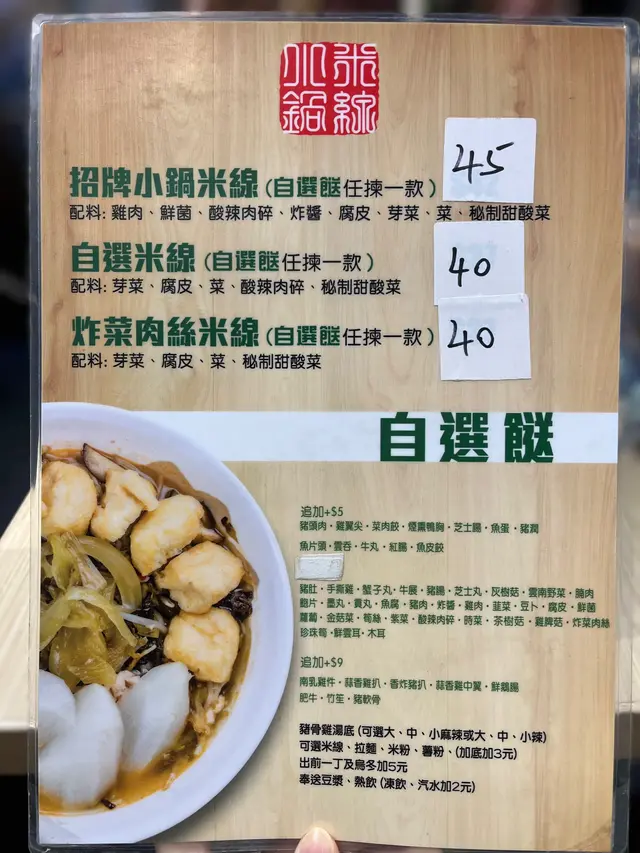 小鍋米線
招牌小鍋米線(自選餸任揀一款) 45
配料: 雞肉、鮮菌、酸辣肉碎、炸醬、腐皮、芽菜、菜、秘制甜酸菜
自選米線(自選餸任揀一款) 40
配料: 芽菜、腐皮、菜、酸辣肉碎、秘制甜酸菜
炸菜肉絲米線(自選餸任揀一款) 40
配料: 芽菜、腐皮、菜、秘制甜酸菜
自選餸
追加+$5
豬頭肉・雞翼尖・菜肉餃・煙熏鴨胸・芝士腸・魚蛋・豬潤
魚片頭・雲吞・牛丸・紅腸・魚皮餃
豬肚・手撕雞・蟹子丸・牛展・豬腸・芝士丸・灰樹菇・雲南野菜・腩肉
鮑片・墨丸・貢丸・魚腐・豬肉・炸醬・雞肉・韮菜・豆卜・腐皮・鮮菌
蘿蔔・金菇菜・筍絲・紫菜・酸辣肉碎・時菜・茶樹菇・雞脾菇・炸菜肉絲
珍珠筍・鮮雲耳・木耳
追加+$9
南乳雞件・蒜香雞扒・香炸豬扒・蒜香雞中翼・鮮鵝腸
肥牛・竹笙・豬軟骨
豬骨雞湯底(可選大、中、小麻辣或大、中、小辣)
可選米線、拉麵、米粉、薯粉、(加底加3元)
出前一丁及烏冬加5元
奉送豆漿、熱飲(凍飲、汽水加2元)